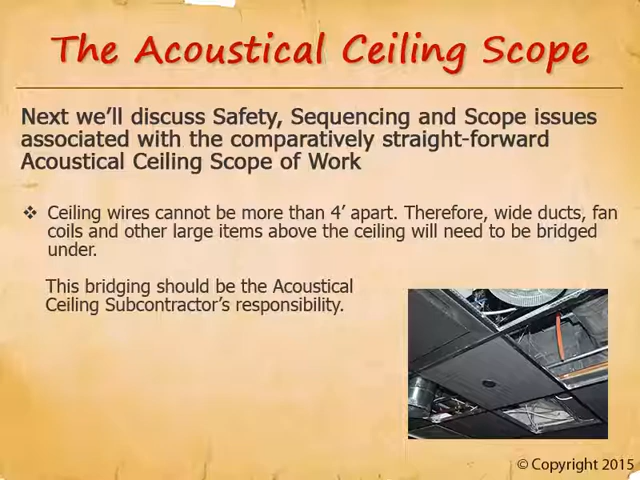 The Acoustical Ceiling Scope
Next we'll discuss Safety, Sequencing and Scope issues
associated with the comparatively straight-forward
Acoustical Ceiling Scope of Work
❖ Ceiling wires cannot be more than 4' apart. Therefore, wide ducts, fan
coils and other large items above the ceiling will need to be bridged
under.
This bridging should be the Acoustical
Ceiling Subcontractor's responsibility.
© Copyright 2015